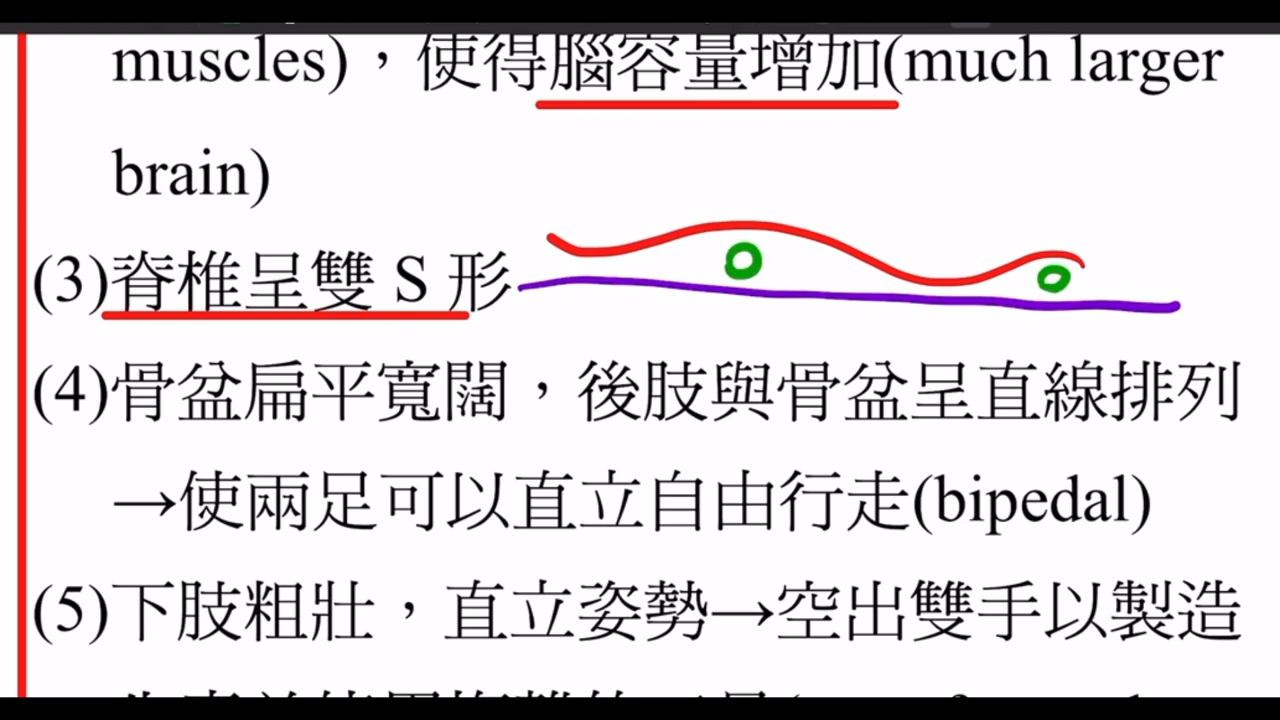 muscles)，使得腦容量增加(much larger
brain)
(3)脊椎呈雙 S 形
(4)骨盆扁平寬闊，後肢與骨盆呈直線排列
→使兩足可以直立自由行走(bipedal)
(5)下肢粗壯，直立姿勢→空出雙手以製造